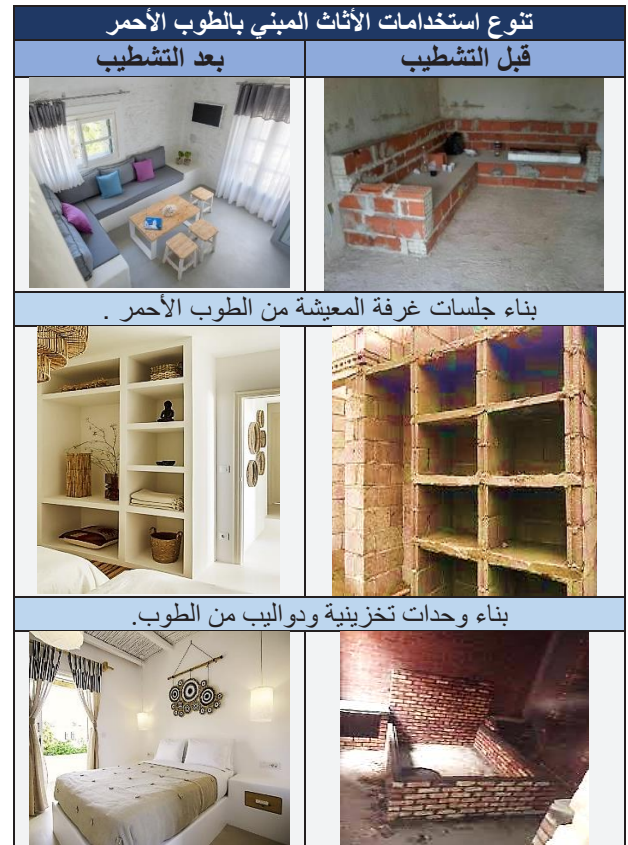 تنوع استخدامات الأثاث المبني بالطوب الأحمر
قبل التشطيب
بعد التشطيب
بناء جلسات غرفة المعيشة من الطوب الأحمر .
بناء وحدات تخزينية ودواليب من الطوب.